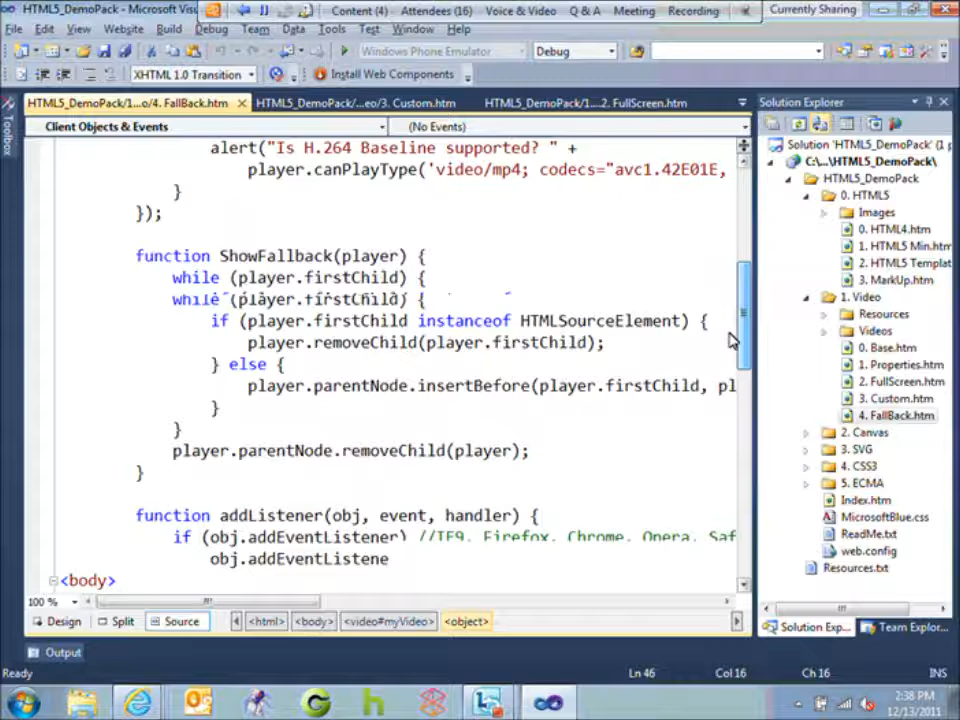 HTML5_DemoPack - Microsoft Visu
Content (4) Attendees (16) Voice & Video Q & A Meeting Recording
Currently Sharing
File Edit View Website Build Debug Team Data Tools Test Window Help
Windows Phone Emulator Debug
XHTML 1.0 Transition Install Web Components
HTML5_DemoPack/1...o/4. FallBack.htm HTML5_DemoPack/...eo/3. Custom.htm HTML5_DemoPack/1....2. FullScreen.htm
Client Objects & Events (No Events)
Toolbox
alert("Is H.264 Baseline supported? " +
player.canPlayType('video/mp4; codecs="avc1.42E01E,
}
});
function ShowFallback(player) {
while (player.firstChild) {
while (player.firstChild) {
if (player.firstChild instanceof HTMLSourceElement) {
player.removeChild(player.firstChild);
} else {
player.parentNode.insertBefore(player.firstChild, pl
}
}
player.parentNode.removeChild(player);
}
function addListener(obj, event, handler) {
if (obj.addEventListener) //IE9, Firefox, Chrome, Opera, Saf
obj.addEventListene
<body>
100 %
Design Split Source <html> <body> <video#myVideo> <object>
Solution Explorer
Solution 'HTML5_DemoPack' (1 p
C:\...\HTML5_DemoPack\
HTML5_DemoPack
0. HTML5
Images
0. HTML4.htm
1. HTML5 Min.htm
2. HTML5 Templat
3. MarkUp.htm
1. Video
Resources
Videos
0. Base.htm
1. Properties.htm
2. FullScreen.htm
3. Custom.htm
4. FallBack.htm
2. Canvas
3. SVG
4. CSS3
5. ECMA
Index.htm
MicrosoftBlue.css
ReadMe.txt
web.config
Resources.txt
Solution Exp... Team Explor...
Output
Ready Ln 46 Col 16 Ch 16 INS
2:38 PM
12/13/2011